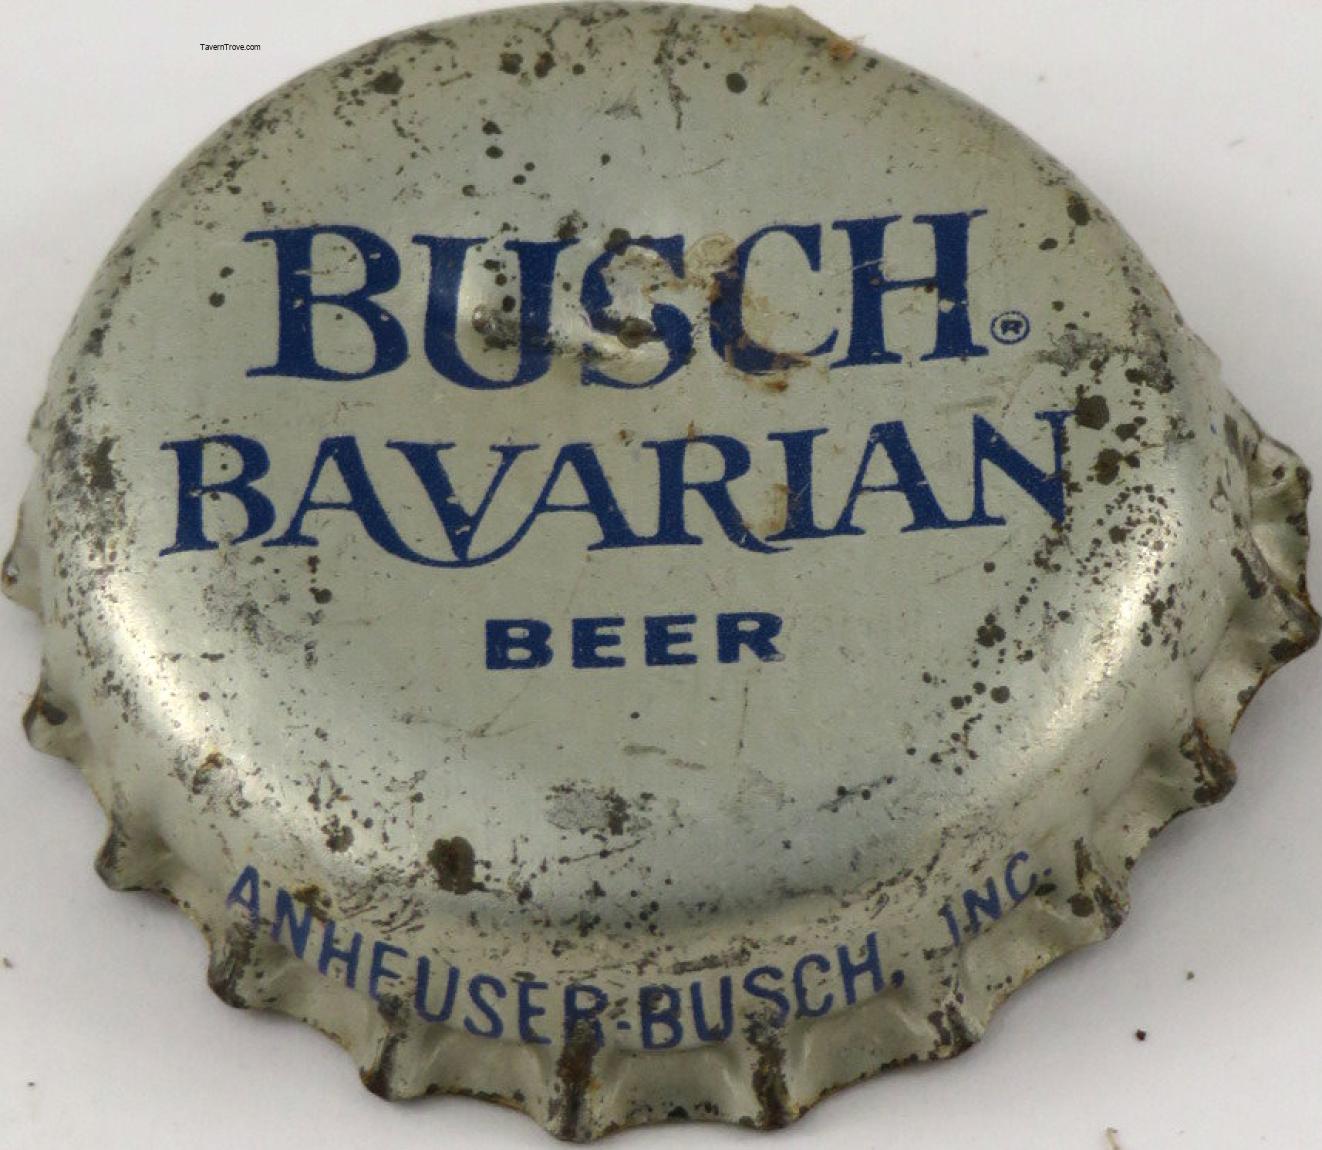 TavernTrove.com
BUSCH®
BAVARIAN
BEER
ANHEUSER-BUSCH, INC.